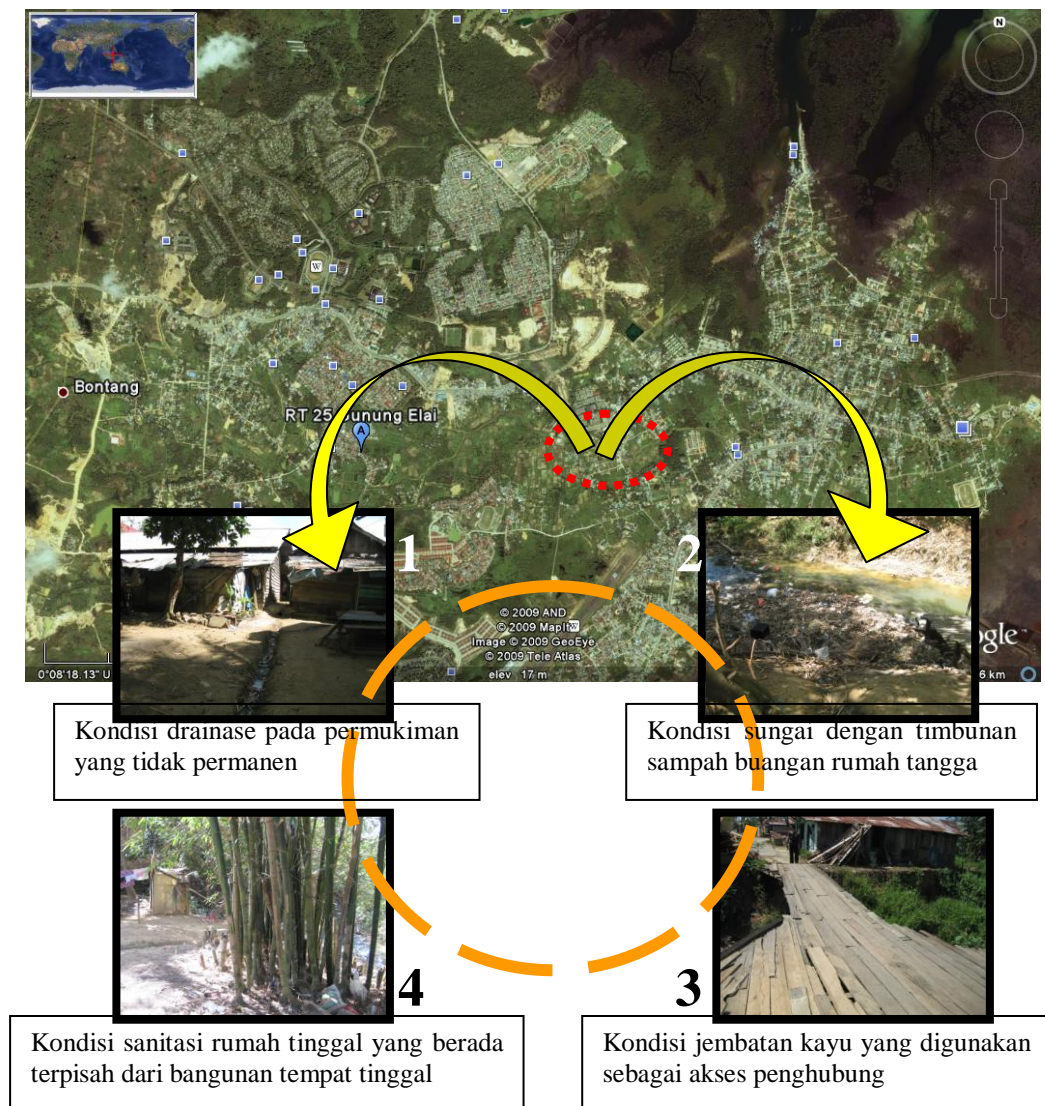 N
Bontang
RT 25 Gunung Elai
A
W
1
2
© 2009 AND
© 2009 MapIt
W
Image © 2009 GeoEye
© 2009 Tele Atlas
0°08'18.13" U
elev 17 m
6 km
Kondisi drainase pada permukiman
yang tidak permanen
Kondisi sungai dengan timbunan
sampah buangan rumah tangga
4
3
Kondisi sanitasi rumah tinggal yang berada
terpisah dari bangunan tempat tinggal
Kondisi jembatan kayu yang digunakan
sebagai akses penghubung